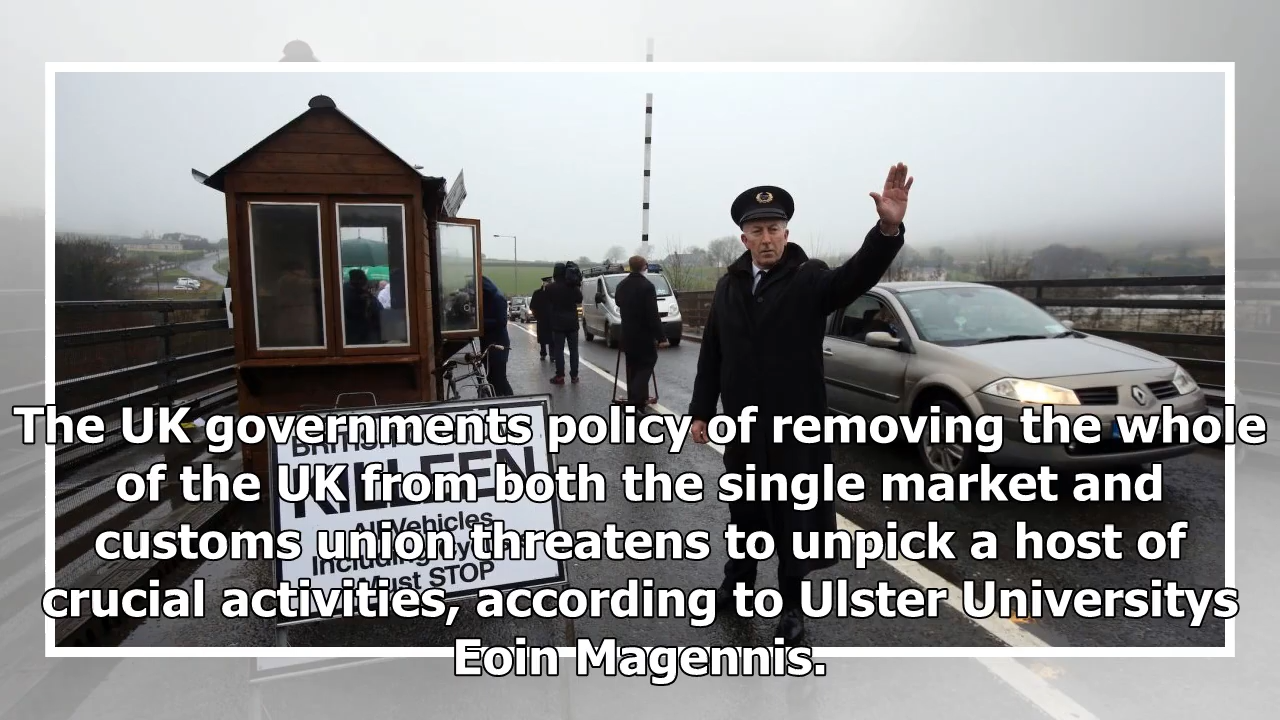 BRITISH
KILLEEN
All Vehicles
Including
Must STOP
The UK governments policy of removing the whole
of the UK from both the single market and
customs union threatens to unpick a host of
crucial activities, according to Ulster Universitys
Eoin Magennis.